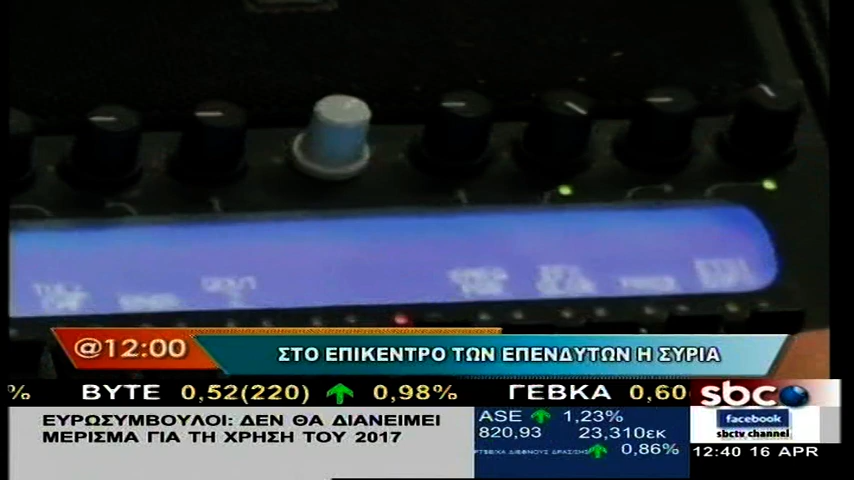 @12:00
ΣΤΟ ΕΠΙΚΕΝΤΡΟ ΤΩΝ ΕΠΕΝΔΥΤΩΝ Η ΣΥΡΙΑ
% ΒΥΤΕ 0,52(220) 0,98% ΓΕΒΚΑ 0,60
sbc
ΕΥΡΩΣΥΜΒΟΥΛΟΙ: ΔΕΝ ΘΑ ΔΙΑΝΕΙΜΕΙ
ΜΕΡΙΣΜΑ ΓΙΑ ΤΗ ΧΡΗΣΗ ΤΟΥ 2017
ASE 1,23%
820,93 23,310εκ
0,86%
facebook
sbctv channel
12:40 16 APR